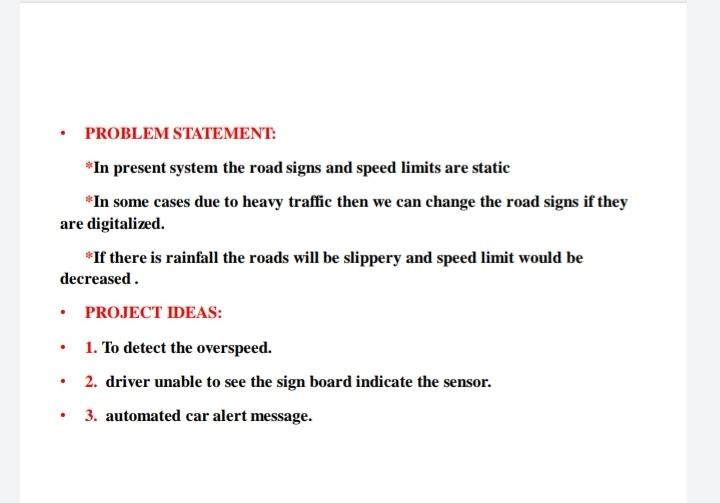 • PROBLEM STATEMENT:
*In present system the road signs and speed limits are static
*In some cases due to heavy traffic then we can change the road signs if they
are digitalized.
*If there is rainfall the roads will be slippery and speed limit would be
decreased .
• PROJECT IDEAS:
• 1. To detect the overspeed.
• 2. driver unable to see the sign board indicate the sensor.
• 3. automated car alert message.